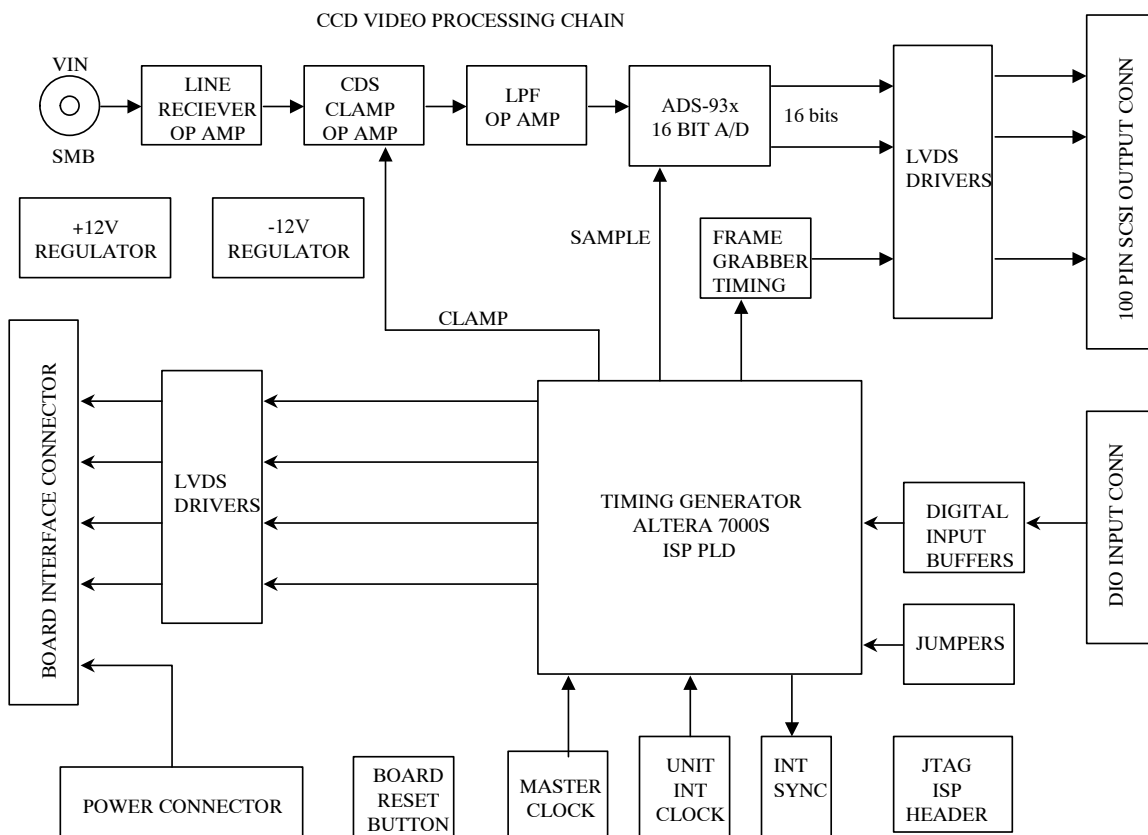 CCD VIDEO PROCESSING CHAIN
VIN
SMB
LINE
RECIEVER
OP AMP
CDS
CLAMP
OP AMP
LPF
OP AMP
ADS-93x
16 BIT A/D
16 bits
LVDS
DRIVERS
100 PIN SCSI OUTPUT CONN
+12V
REGULATOR
-12V
REGULATOR
SAMPLE
FRAME
GRABBER
TIMING
CLAMP
BOARD INTERFACE CONNECTOR
LVDS
DRIVERS
TIMING GENERATOR
ALTERA 7000S
ISP PLD
DIGITAL
INPUT
BUFFERS
DIO INPUT CONN
JUMPERS
POWER CONNECTOR
BOARD
RESET
BUTTON
MASTER
CLOCK
UNIT
INT
CLOCK
INT
SYNC
JTAG
ISP
HEADER